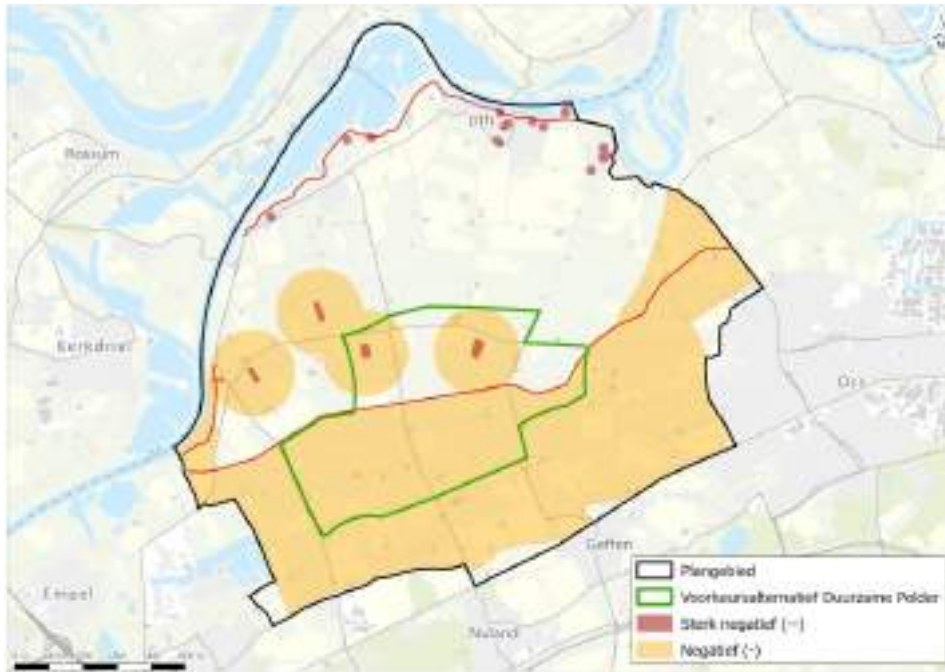 Rossum
Lith
Kerkdriel
Oss
Geffen
Empel
Nuland
Plangebied
Voorkeursalternatief Duurzame Polder
Sterk negatief (--)
Negatief (-)